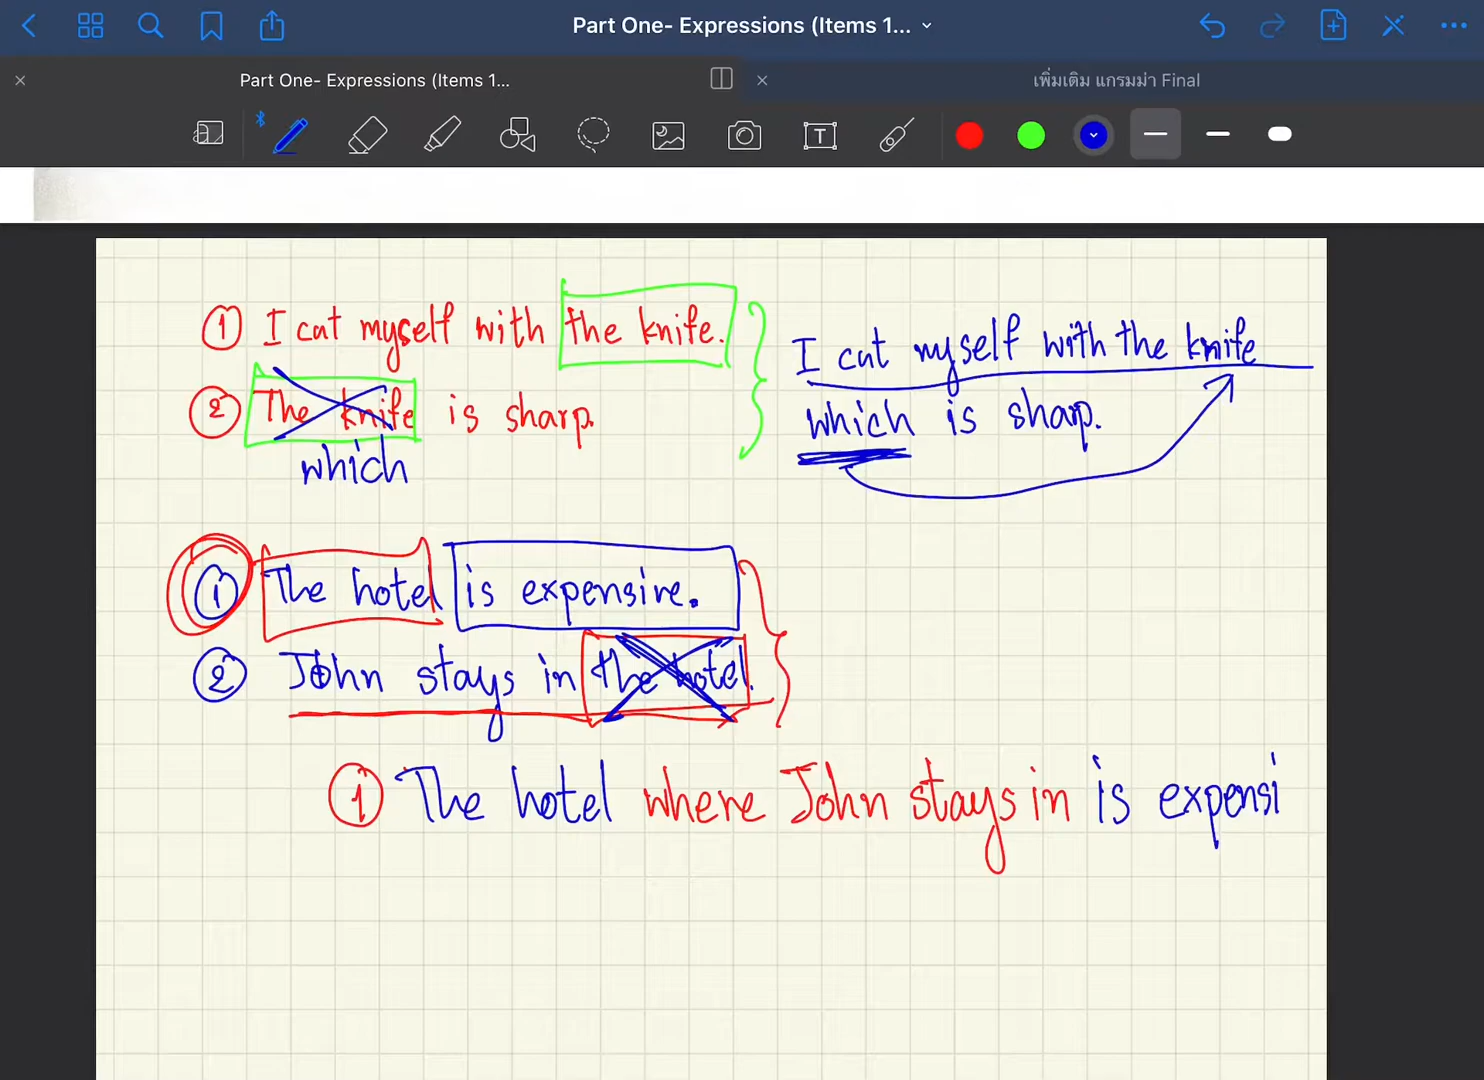 Part One- Expressions (Items 1...
Part One- Expressions (Items 1...
เพิ่มเติม แกรมม่า Final
① I cut myself with the knife.
② The knife is sharp.
which
I cut myself with the knife
which is sharp.
① The hotel is expensive.
② John stays in the hotel.
① The hotel where John stays in is expensi